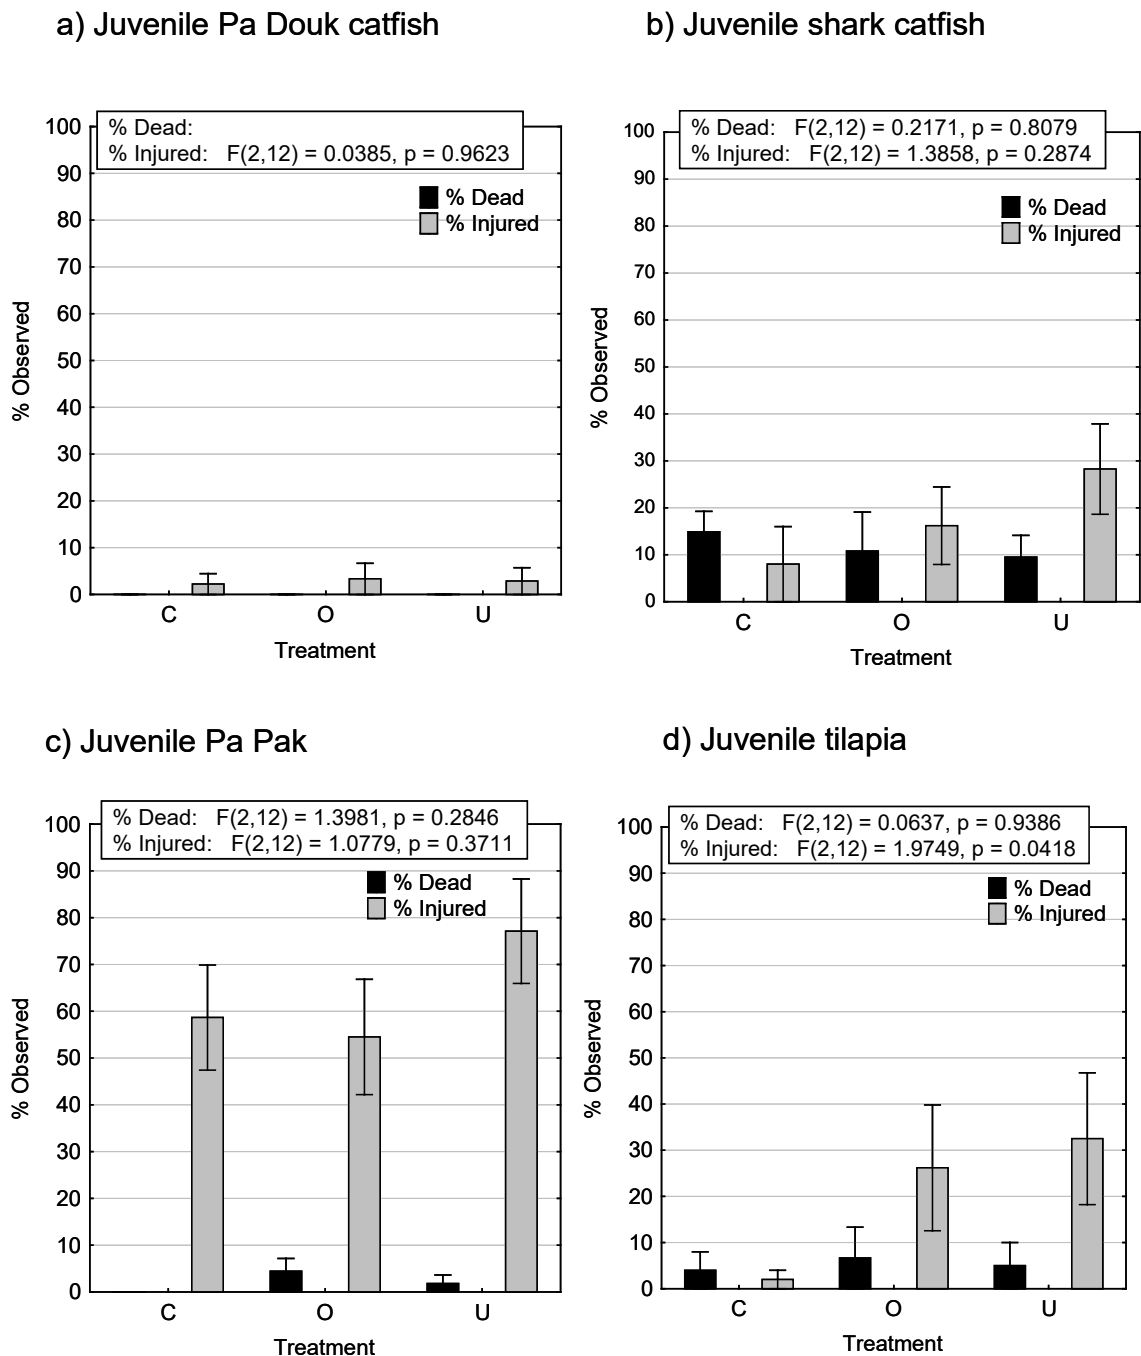 a) Juvenile Pa Douk catfish
% Dead:
% Injured: F(2,12) = 0.0385, p = 0.9623
% Dead
% Injured
100
90
80
70
60
50
40
30
20
10
0
% Observed
C O U
Treatment
b) Juvenile shark catfish
% Dead: F(2,12) = 0.2171, p = 0.8079
% Injured: F(2,12) = 1.3858, p = 0.2874
% Dead
% Injured
100
90
80
70
60
50
40
30
20
10
0
% Observed
C O U
Treatment
c) Juvenile Pa Pak
% Dead: F(2,12) = 1.3981, p = 0.2846
% Injured: F(2,12) = 1.0779, p = 0.3711
% Dead
% Injured
100
90
80
70
60
50
40
30
20
10
0
% Observed
C O U
Treatment
d) Juvenile tilapia
% Dead: F(2,12) = 0.0637, p = 0.9386
% Injured: F(2,12) = 1.9749, p = 0.0418
% Dead
% Injured
100
90
80
70
60
50
40
30
20
10
0
% Observed
C O U
Treatment